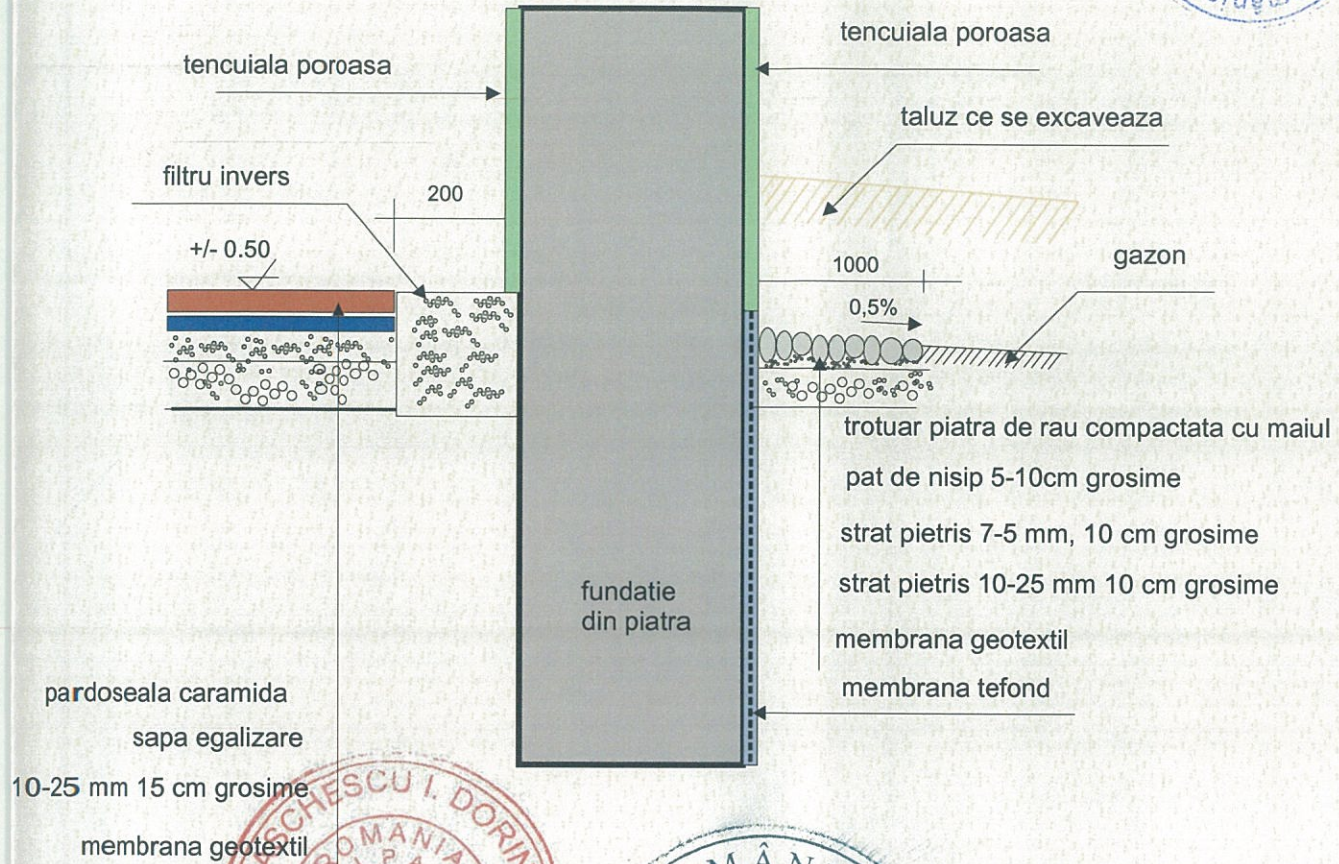 tencuiala poroasa
tencuiala poroasa
taluz ce se excaveaza
filtru invers
200
+/- 0.50
1000
gazon
0,5%
trotuar piatra de rau compactata cu maiul
pat de nisip 5-10cm grosime
strat pietris 7-5 mm, 10 cm grosime
strat pietris 10-25 mm 10 cm grosime
fundatie
din piatra
membrana geotextil
membrana tefond
pardoseala caramida
sapa egalizare
10-25 mm 15 cm grosime
membrana geotextil
SCHESCU I. DORIN
ROMANIA